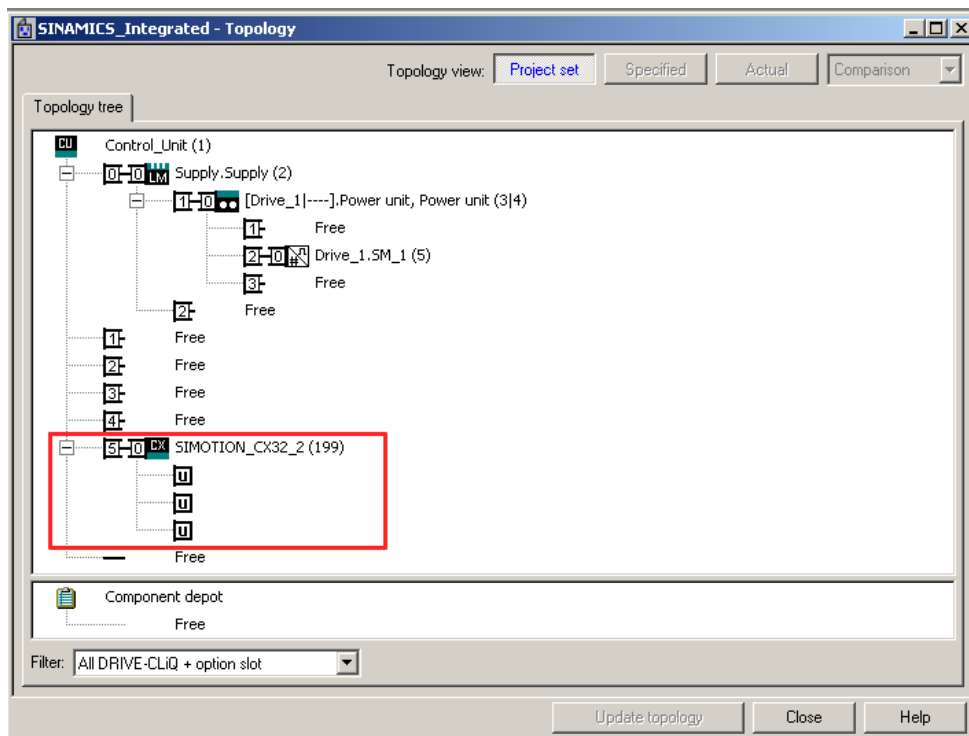 SINAMICS_Integrated - Topology
Topology view: Project set Specified Actual Comparison
Topology tree
CU Control_Unit (1)
0 0 LM Supply.Supply (2)
1 0 [Drive_1|----].Power unit, Power unit (3|4)
1 Free
2 0 # Drive_1.SM_1 (5)
3 Free
2 Free
1 Free
2 Free
3 Free
4 Free
5 0 CX SIMOTION_CX32_2 (199)
u
u
u
Free
Component depot
Free
Filter: All DRIVE-CLiQ + option slot
Update topology Close Help